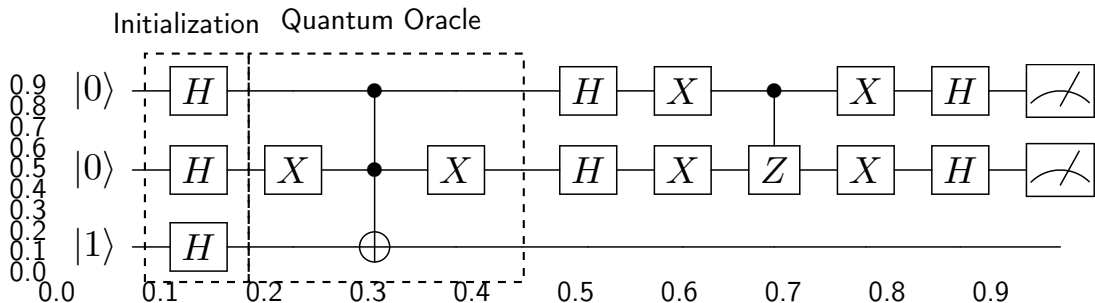 Initialization Quantum Oracle
0.9 |0⟩ H H X X H
0.8
0.7
0.6
0.5 |0⟩ H X X H X Z X H
0.4
0.3
0.2
0.1 |1⟩ H
0.0
0.0 0.1 0.2 0.3 0.4 0.5 0.6 0.7 0.8 0.9